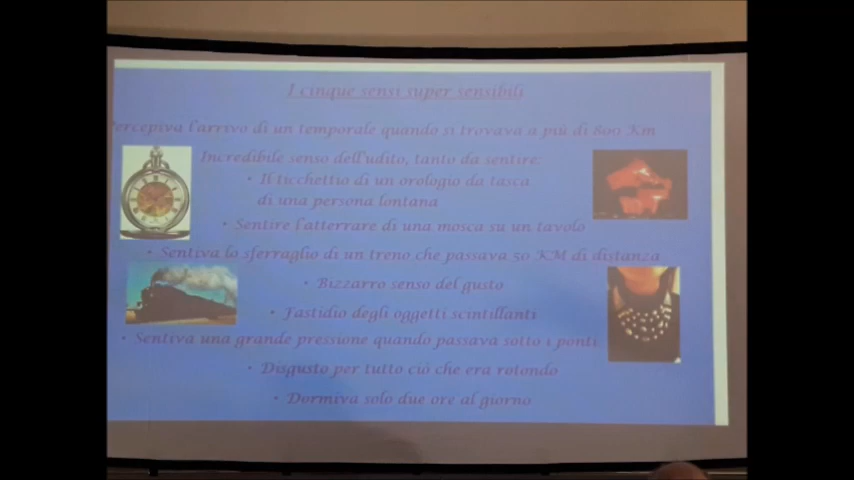 I cinque sensi super sensibili
Percepiva l'arrivo di un temporale quando si trovava a più di 800 Km
Incredibile senso dell'udito, tanto da sentire:
• Il ticchettio di un orologio da tasca
di una persona lontana
• Sentire l'atterrare di una mosca su un tavolo
• Sentiva lo sferraglio di un treno che passava 50 KM di distanza
• Bizzarro senso del gusto
• Fastidio degli oggetti scintillanti
• Sentiva una grande pressione quando passava sotto i ponti
• Disgusto per tutto ciò che era rotondo
• Dormiva solo due ore al giorno